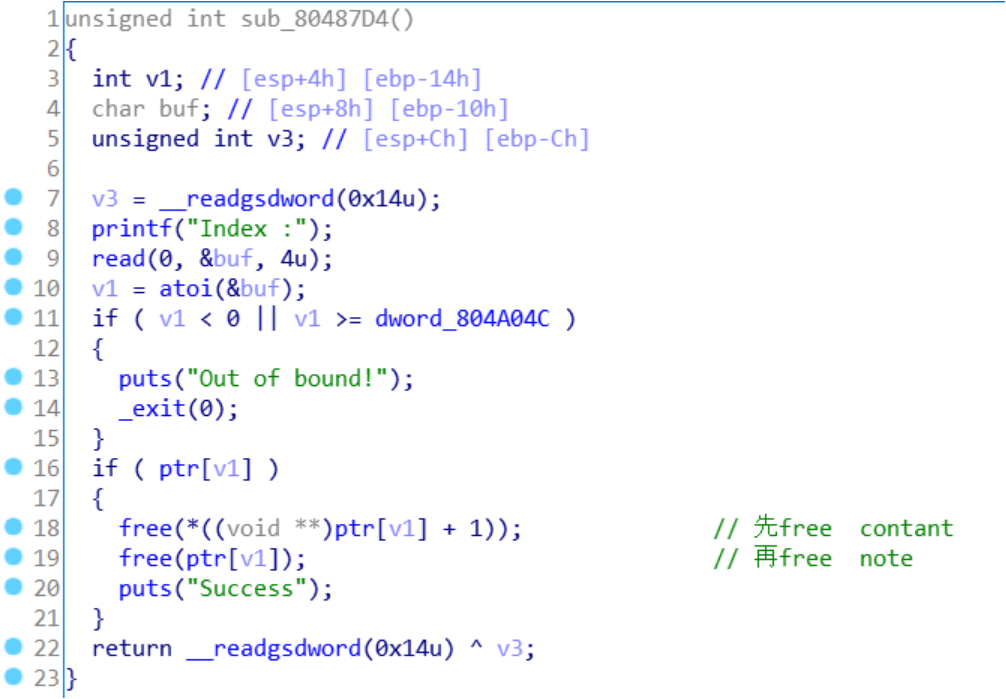 1 unsigned int sub_80487D4()
2 {
3 int v1; // [esp+4h] [ebp-14h]
4 char buf; // [esp+8h] [ebp-10h]
5 unsigned int v3; // [esp+Ch] [ebp-Ch]
6
7 v3 = __readgsdword(0x14u);
8 printf("Index :");
9 read(0, &buf, 4u);
10 v1 = atoi(&buf);
11 if ( v1 < 0 || v1 >= dword_804A04C )
12 {
13 puts("Out of bound!");
14 _exit(0);
15 }
16 if ( ptr[v1] )
17 {
18 free(*((void **)ptr[v1] + 1)); // 先free contant
19 free(ptr[v1]); // 再free note
20 puts("Success");
21 }
22 return __readgsdword(0x14u) ^ v3;
23 }